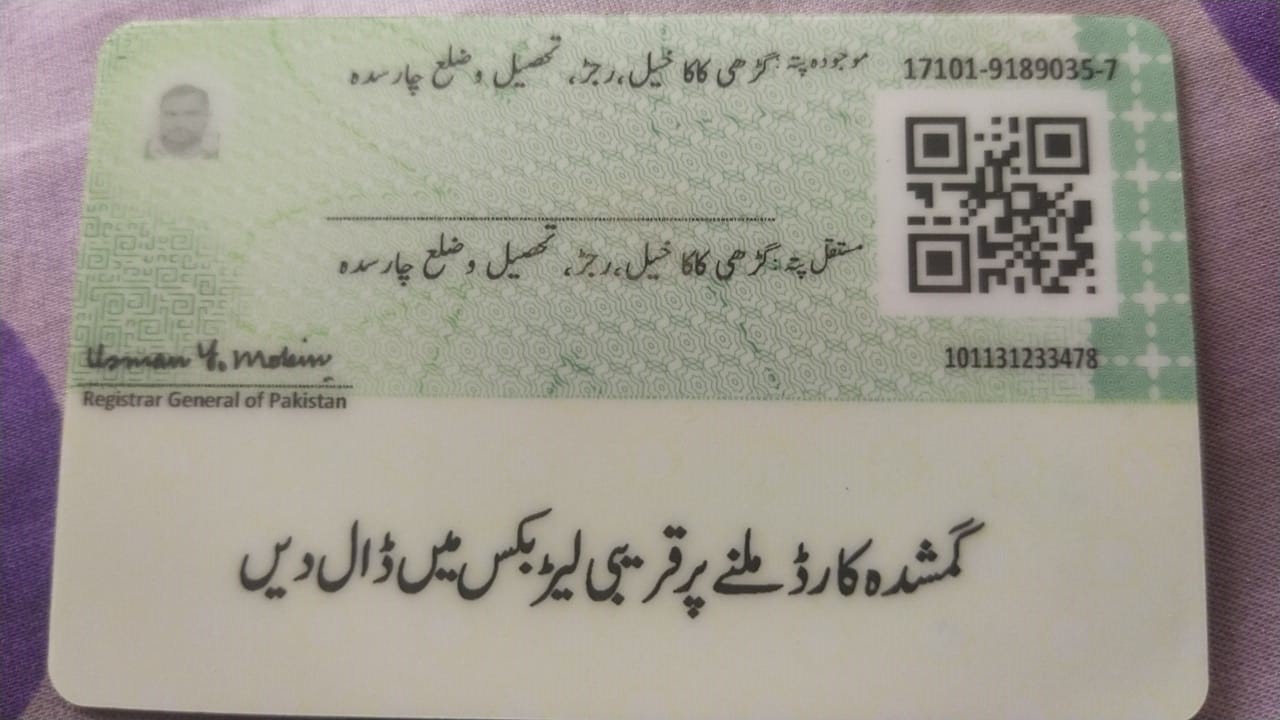 موجودہ پتہ: گڑھی کاکا خیل، رجڑ، تحصیل و ضلع چارسدہ
17101-9189035-7
مستقل پتہ: گڑھی کاکا خیل، رجڑ، تحصیل و ضلع چارسدہ
101131233478
Usman Y. Mobin
Registrar General of Pakistan
گمشدہ کارڈ ملنے پر قریبی لیٹر بکس میں ڈال دیں